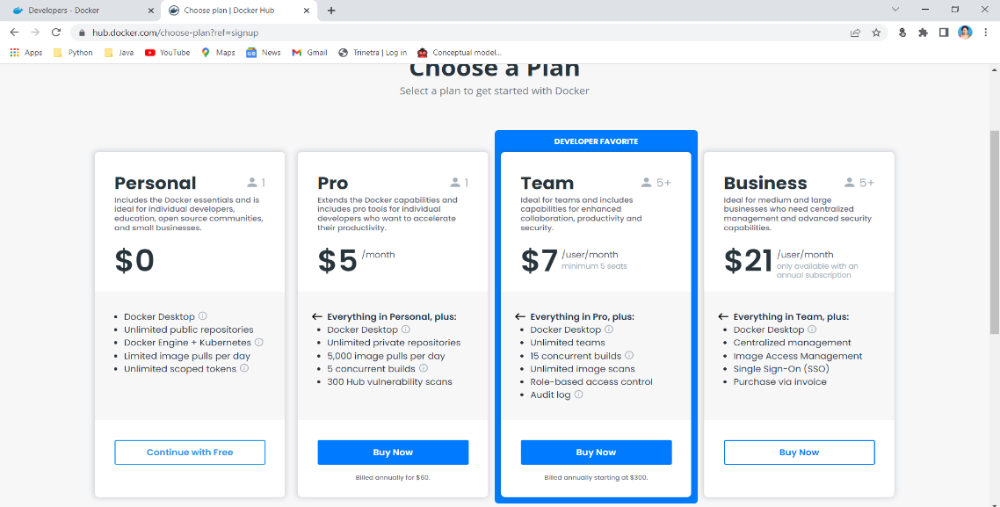 Developers - Docker
Choose plan | Docker Hub
hub.docker.com/choose-plan?ref=signup
Apps
Python
Java
YouTube
Maps
News
Gmail
Trinetra | Log in
Conceptual model...
Choose a Plan
Select a plan to get started with Docker
DEVELOPER FAVORITE
Personal
1
Includes the Docker essentials and is
ideal for individual developers,
education, open source communities,
and small businesses.
$0
Docker Desktop
Unlimited public repositories
Docker Engine + Kubernetes
Limited image pulls per day
Unlimited scoped tokens
Continue with Free
Pro
1
Extends the Docker capabilities and
includes pro tools for individual
developers who want to accelerate
their productivity.
$5 /month
Everything in Personal, plus:
Docker Desktop
Unlimited private repositories
5,000 image pulls per day
5 concurrent builds
300 Hub vulnerability scans
Buy Now
Billed annually for $60.
Team
5+
Ideal for teams and includes
capabilities for enhanced
collaboration, productivity and
security.
$7 /user/month
minimum 5 seats
Everything in Pro, plus:
Docker Desktop
Unlimited teams
15 concurrent builds
Unlimited image scans
Role-based access control
Audit log
Buy Now
Billed annually starting at $300.
Business
5+
Ideal for medium and large
businesses who need centralized
management and advanced security
capabilities.
$21 /user/month
only available with an
annual subscription
Everything in Team, plus:
Docker Desktop
Centralized management
Image Access Management
Single Sign-On (SSO)
Purchase via invoice
Buy Now